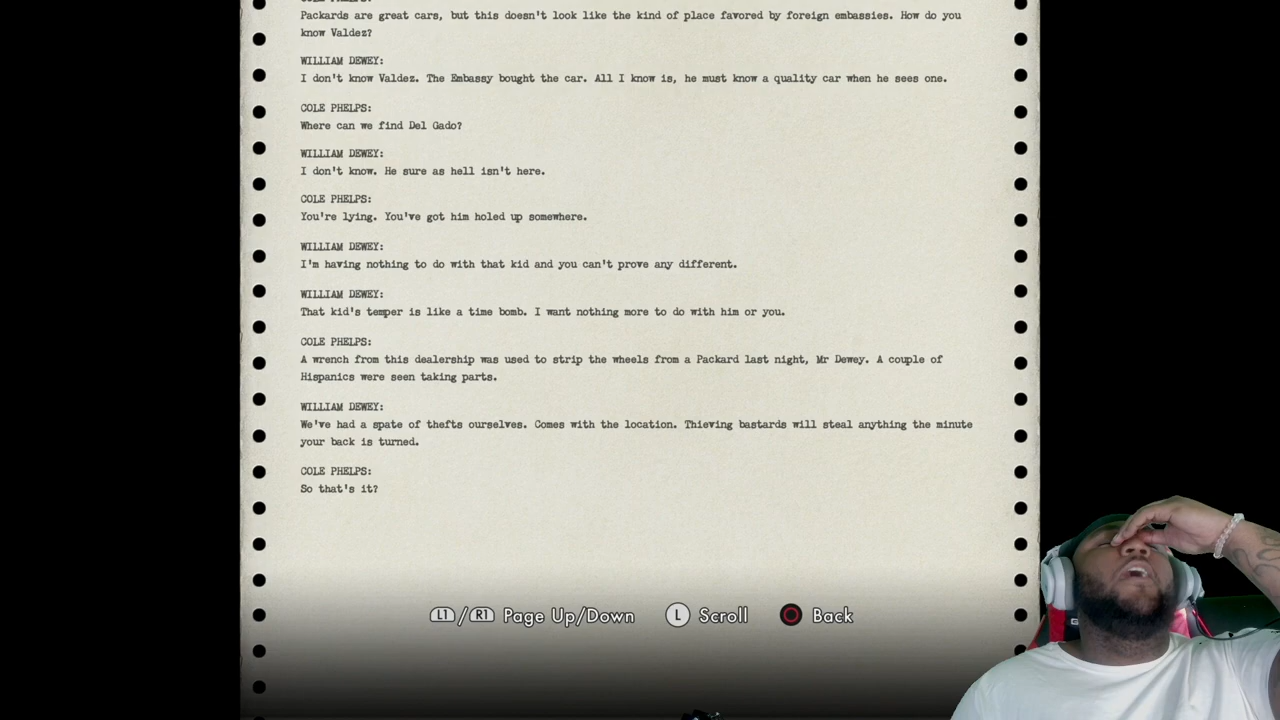 COLE PHELPS:
Packards are great cars, but this doesn't look like the kind of place favored by foreign embassies. How do you
know Valdez?
WILLIAM DEWEY:
I don't know Valdez. The Embassy bought the car. All I know is, he must know a quality car when he sees one.
COLE PHELPS:
Where can we find Del Gado?
WILLIAM DEWEY:
I don't know. He sure as hell isn't here.
COLE PHELPS:
You're lying. You've got him holed up somewhere.
WILLIAM DEWEY:
I'm having nothing to do with that kid and you can't prove any different.
WILLIAM DEWEY:
That kid's temper is like a time bomb. I want nothing more to do with him or you.
COLE PHELPS:
A wrench from this dealership was used to strip the wheels from a Packard last night, Mr Dewey. A couple of
Hispanics were seen taking parts.
WILLIAM DEWEY:
We've had a spate of thefts ourselves. Comes with the location. Thieving bastards will steal anything the minute
your back is turned.
COLE PHELPS:
So that's it?
L1/R1 Page Up/Down L Scroll Back